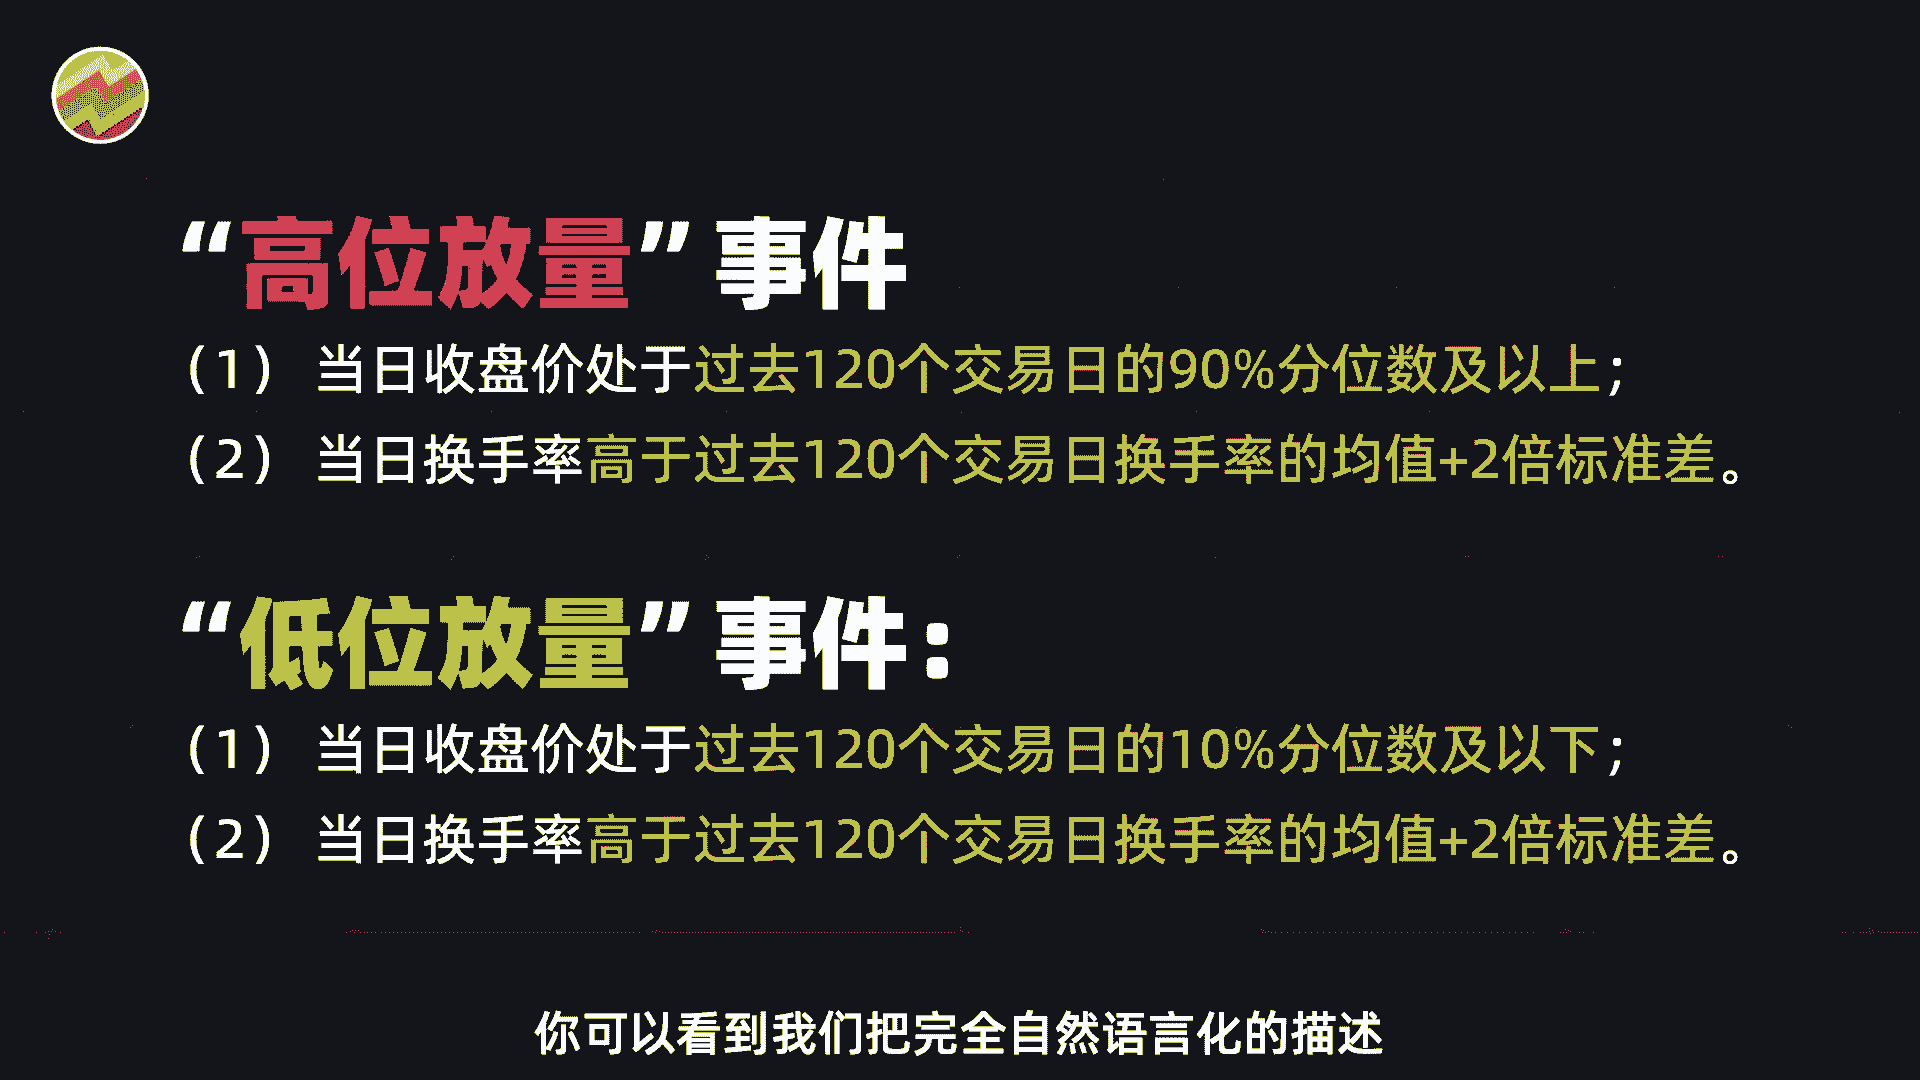 “高位放量”事件
（1） 当日收盘价处于过去120个交易日的90%分位数及以上；
（2） 当日换手率高于过去120个交易日换手率的均值+2倍标准差。
“低位放量”事件：
（1） 当日收盘价处于过去120个交易日的10%分位数及以下；
（2） 当日换手率高于过去120个交易日换手率的均值+2倍标准差。
你可以看到我们把完全自然语言化的描述